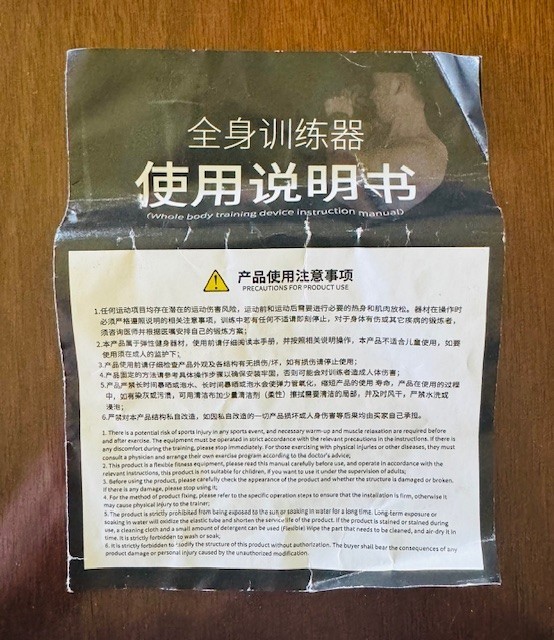 全身训练器
使用说明书
(Whole body training device instruction manual)
产品使用注意事项
PRECAUTIONS FOR PRODUCT USE
1.任何运动项目均存在潜在的运动伤害风险，运动前和运动后需要进行必要的热身和肌肉放松。器材在操作时
必须严格遵照说明的相关注意事项。训练中若有任何不适请即刻停止，对于身体有伤或其它疾病的锻炼者，
须咨询医师并根据医嘱安排自己的锻炼方案；
2.本产品属于弹性健身器材，使用前请仔细阅读本手册，并按照相关说明操作，本产品不适合儿童使用，如要
使用须在成人的监护下；
3.产品使用前请仔细检查产品外观及各结构有无损伤/坏，如有损伤请停止使用；
4.产品固定的方法请参考具体操作步骤以确保安装牢固，否则可能会对训练者造成人体伤害；
5.产品严禁长时间暴晒或泡水。长时间暴晒或泡水会使弹力管氧化，缩短产品的使用 寿命，产品在使用的过程
中，如有染灰或污渍，可用清洁布加少量清洁剂（柔性）擦拭需要清洁的局部，并及时风干，严禁水洗或
浸泡；
6.严禁对本产品结构私自改造，如因私自改造的一切产品损坏或人身伤害等后果均由买家自己承担。
1. There is a potential risk of sports injury in any sports event, and necessary warm-up and muscle relaxation are required before
and after exercise. The equipment must be operated in strict accordance with the relevant precautions in the instructions. If there is
any discomfort during the training, please stop immediately. For those exercising with physical injuries or other diseases, they must
consult a physician and arrange their own exercise program according to the doctor's advice;
2. This product is a flexible fitness equipment, please read this manual carefully before use, and operate in accordance with the
relevant instructions, this product is not suitable for children, if you want to use it under the supervision of adults;
3. Before using the product, please carefully check the appearance of the product and whether the structure is damaged or broken.
If there is any damage, please stop using it;
4. For the method of product fixing, please refer to the specific operation steps to ensure that the installation is firm, otherwise it
may cause physical injury to the trainer;
5. The product is strictly prohibited from being exposed to the sun or soaking in water for a long time. Long-term exposure or
soaking in water will oxidize the elastic tube and shorten the service life of the product. If the product is stained or stained during
use, a cleaning cloth and a small amount of detergent can be used (Flexible) Wipe the part that needs to be cleaned, and air-dry it in
time. It is strictly forbidden to wash or soak;
6. It is strictly forbidden to modify the structure of this product without authorization. The buyer shall bear the consequences of any
product damage or personal injury caused by the unauthorized modification.